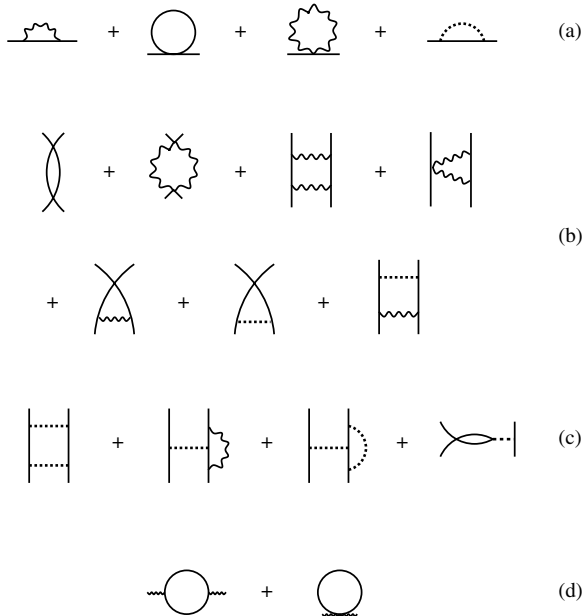 + + + (a)
+ + +
(b)
+ + +
+ + + (c)
+ (d)